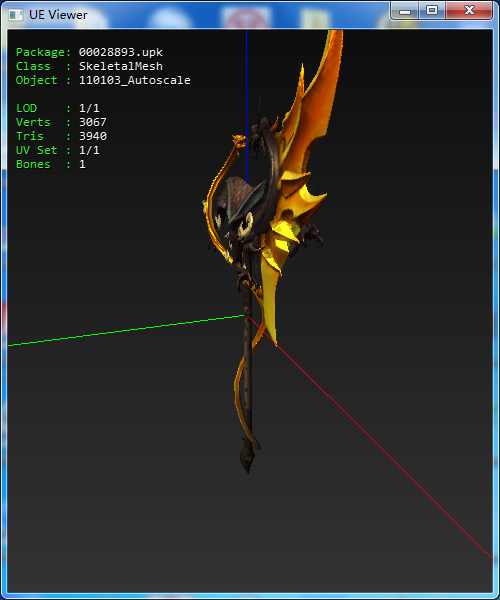 UE Viewer
Package: 00028893.upk
Class : SkeletalMesh
Object : 110103_Autoscale
LOD : 1/1
Verts : 3067
Tris : 3940
UV Set : 1/1
Bones : 1